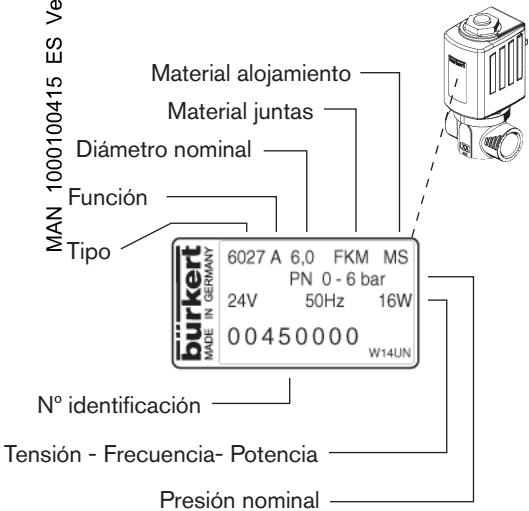 MAN 1000100415 ES Ve
Material alojamiento
Material juntas
Diámetro nominal
Función
Tipo
bürkert
MADE IN GERMANY
6027 A 6,0 FKM MS
PN 0 - 6 bar
24V 50Hz 16W
00450000
W14UN
Nº identificación
Tensión - Frecuencia- Potencia
Presión nominal